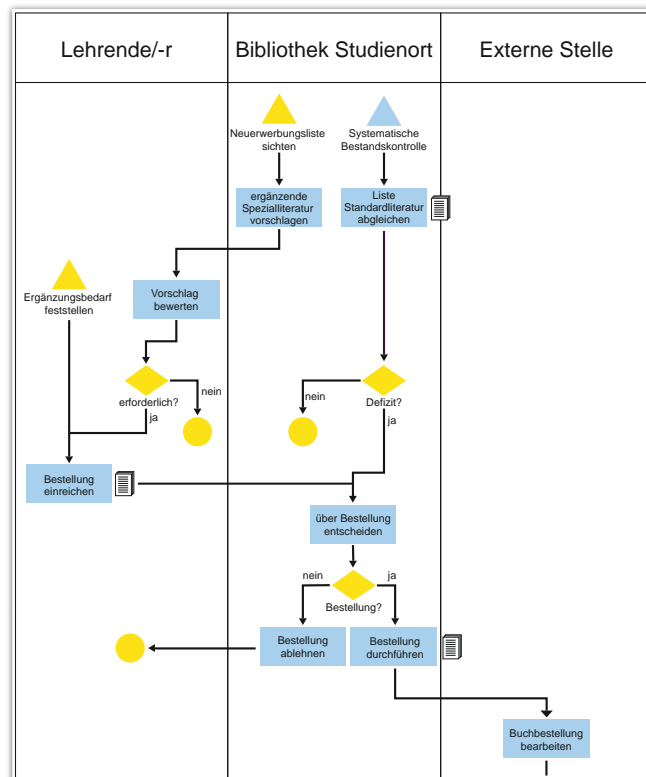 Lehrende/-r
Bibliothek Studienort
Externe Stelle
Neuerwerbungsliste
sichten
Systematische
Bestandskontrolle
ergänzende
Spezialliteratur
vorschlagen
Liste
Standardliteratur
abgleichen
Ergänzungsbedarf
feststellen
Vorschlag
bewerten
erforderlich?
nein
ja
nein
Defizit?
ja
Bestellung
einreichen
über Bestellung
entscheiden
nein
ja
Bestellung?
Bestellung
ablehnen
Bestellung
durchführen
Buchbestellung
bearbeiten